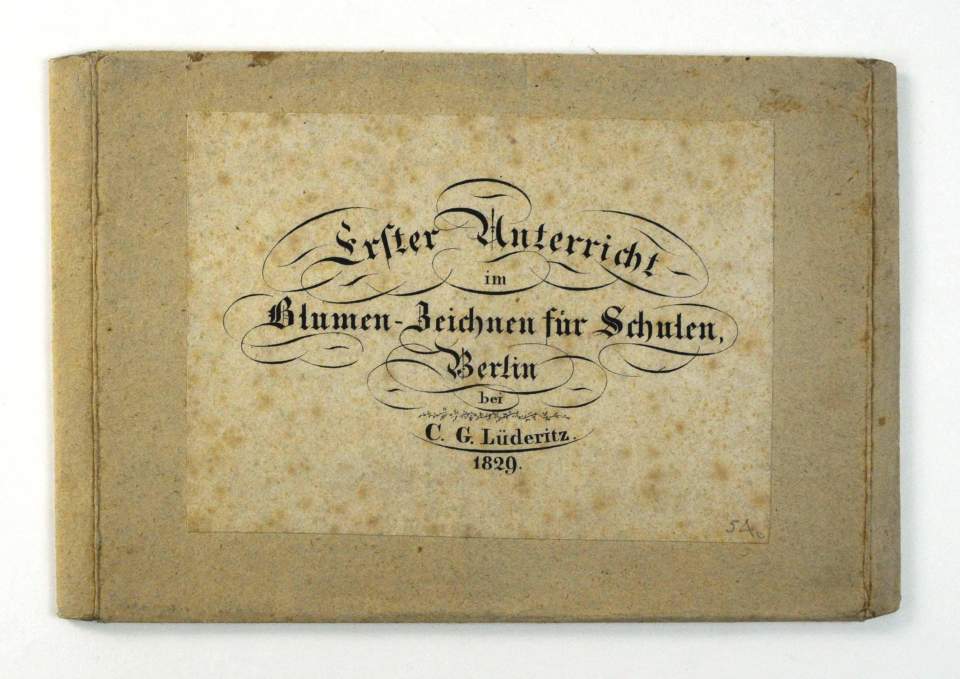 Erſter Unterricht
im
Blumen-Zeichnen für Schulen,
Berlin
bei
C. G. Lüderitz.
1829.